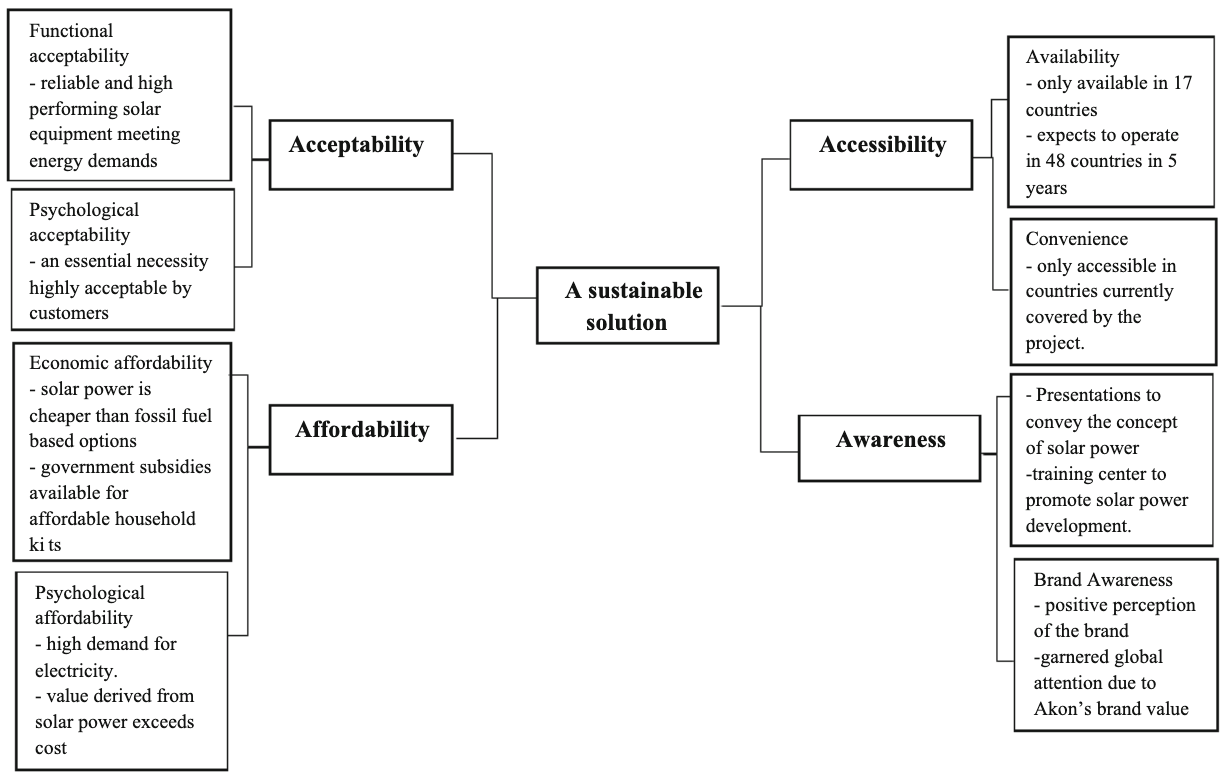 Functional
acceptability
- reliable and high
performing solar
equipment meeting
energy demands
Psychological
acceptability
- an essential necessity
highly acceptable by
customers
Economic affordability
- solar power is
cheaper than fossil fuel
based options
- government subsidies
available for
affordable household
ki ts
Psychological
affordability
- high demand for
electricity.
- value derived from
solar power exceeds
cost
Acceptability
Affordability
A sustainable
solution
Accessibility
Awareness
Availability
- only available in 17
countries
- expects to operate
in 48 countries in 5
years
Convenience
- only accessible in
countries currently
covered by the
project.
- Presentations to
convey the concept
of solar power
-training center to
promote solar power
development.
Brand Awareness
- positive perception
of the brand
-garnered global
attention due to
Akon’s brand value